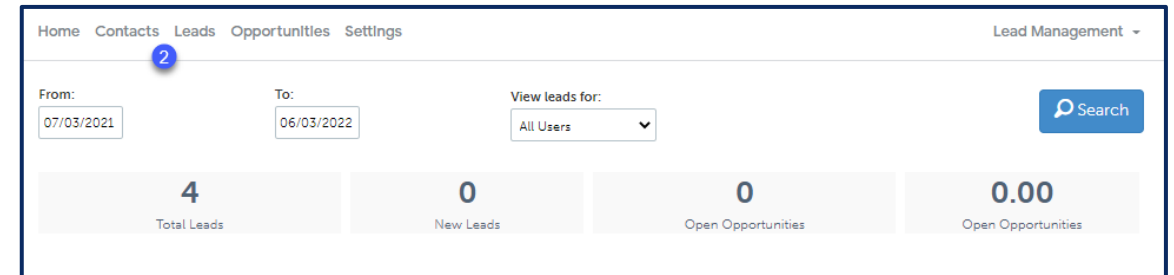 Home Contacts Leads Opportunities Settings Lead Management
2
From: To: View leads for:
07/03/2021 06/03/2022 All Users Search
4 0 0 0.00
Total Leads New Leads Open Opportunities Open Opportunities